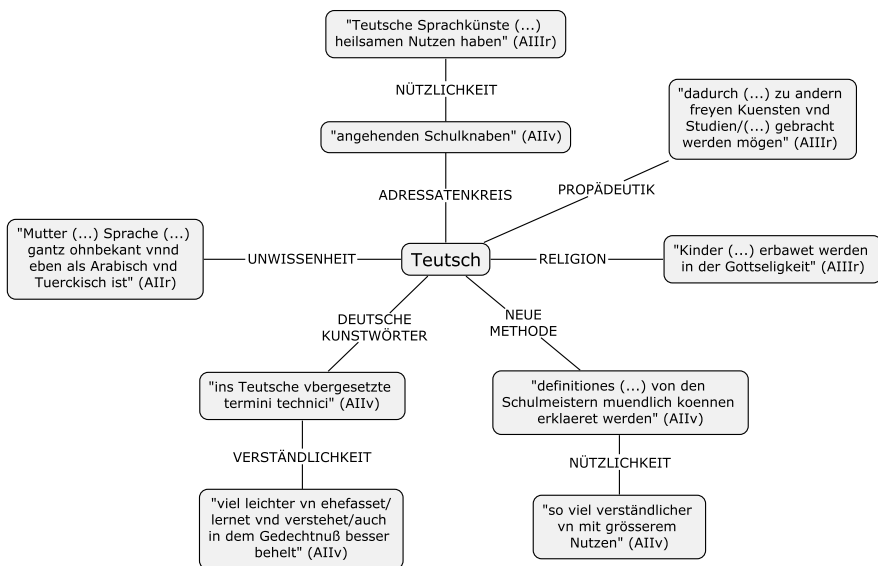 "Teutsche Sprachkünste (...)
heilsamen Nutzen haben" (AIIIr)
NÜTZLICHKEIT
"angehenden Schulknaben" (AIIv)
ADRESSATENKREIS
"dadurch (...) zu andern
freyen Kuensten vnd
Studien/(...) gebracht
werden mögen" (AIIIr)
PROPÄDEUTIK
"Mutter (...) Sprache (...)
gantz ohnbekant vnnd
eben als Arabisch vnd
Tuerckisch ist" (AIIr)
UNWISSENHEIT
Teutsch
RELIGION
"Kinder (...) erbawet werden
in der Gottseligkeit" (AIIIr)
DEUTSCHE
KUNSTWÖRTER
NEUE
METHODE
"ins Teutsche vbergesetzte
termini technici" (AIIv)
"definitiones (...) von den
Schulmeistern muendlich koennen
erklaeret werden" (AIIv)
VERSTÄNDLICHKEIT
NÜTZLICHKEIT
"viel leichter vn ehefasset/
lernet vnd verstehet/auch
in dem Gedechtnuß besser
behelt" (AIIv)
"so viel verständlicher
vn mit grösserem
Nutzen" (AIIv)